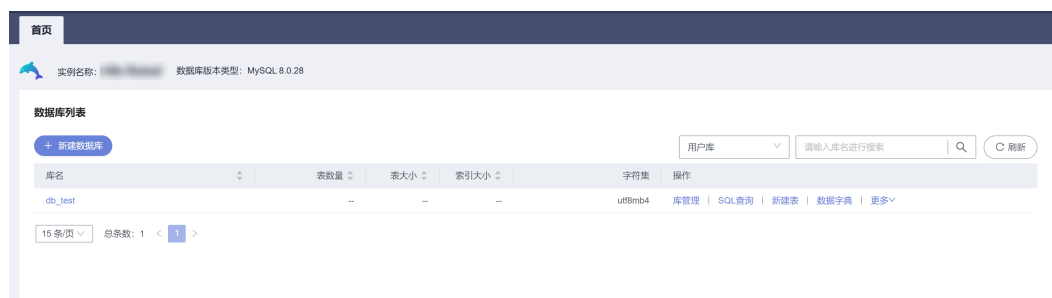 首页
实例名称： 数据库版本类型：MySQL 8.0.28
数据库列表
+ 新建数据库 用户库 请输入库名进行搜索 刷新
库名 表数量 表大小 索引大小 字符集 操作
db_test -- -- -- utf8mb4 库管理 | SQL查询 | 新建表 | 数据字典 | 更多
15 条/页 总条数：1 < 1 >